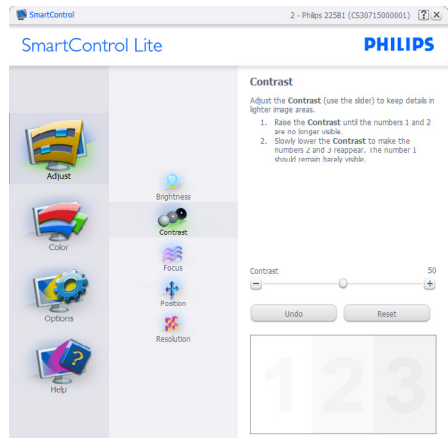 SmartControl
2 - Philips 225B1 (CS30715000001)
? ×
SmartControl Lite
PHILIPS
Adjust
Color
Options
Help
Brightness
Contrast
Focus
Position
Resolution
Contrast
Adjust the Contrast (use the slider) to keep details in
lighter image areas.
1. Raise the Contrast until the numbers 1 and 2
are no longer visible.
2. Slowly lower the Contrast to make the
numbers 2 and 3 reappear. The number 1
should remain barely visible.
Contrast 50
− +
Undo Reset
1 2 3